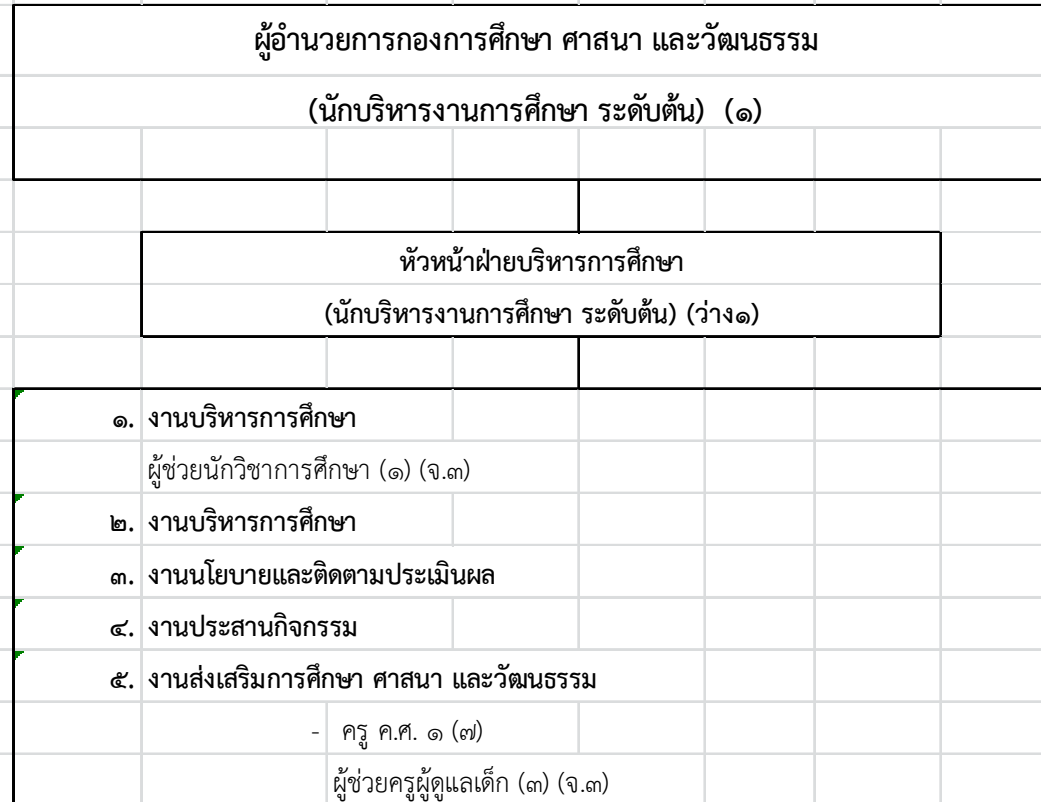 ผู้อำนวยการกองการศึกษา ศาสนา และวัฒนธรรม
(นักบริหารงานการศึกษา ระดับต้น) (๑)
หัวหน้าฝ่ายบริหารการศึกษา
(นักบริหารงานการศึกษา ระดับต้น) (ว่าง๑)
๑. งานบริหารการศึกษา
ผู้ช่วยนักวิชาการศึกษา (๑) (จ.๓)
๒. งานบริหารการศึกษา
๓. งานนโยบายและติดตามประเมินผล
๔. งานประสานกิจกรรม
๕. งานส่งเสริมการศึกษา ศาสนา และวัฒนธรรม
- ครู ค.ศ. ๑ (๗)
ผู้ช่วยครูผู้ดูแลเด็ก (๓) (จ.๓)